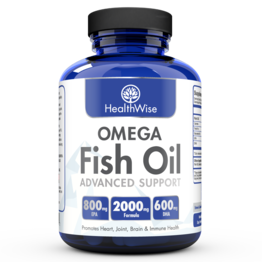 HealthWise
OMEGA
Fish Oil
ADVANCED SUPPORT
800mg 2000mg 600mg
EPA Formula DHA
Promotes Heart, Joint, Brain & Immune Health